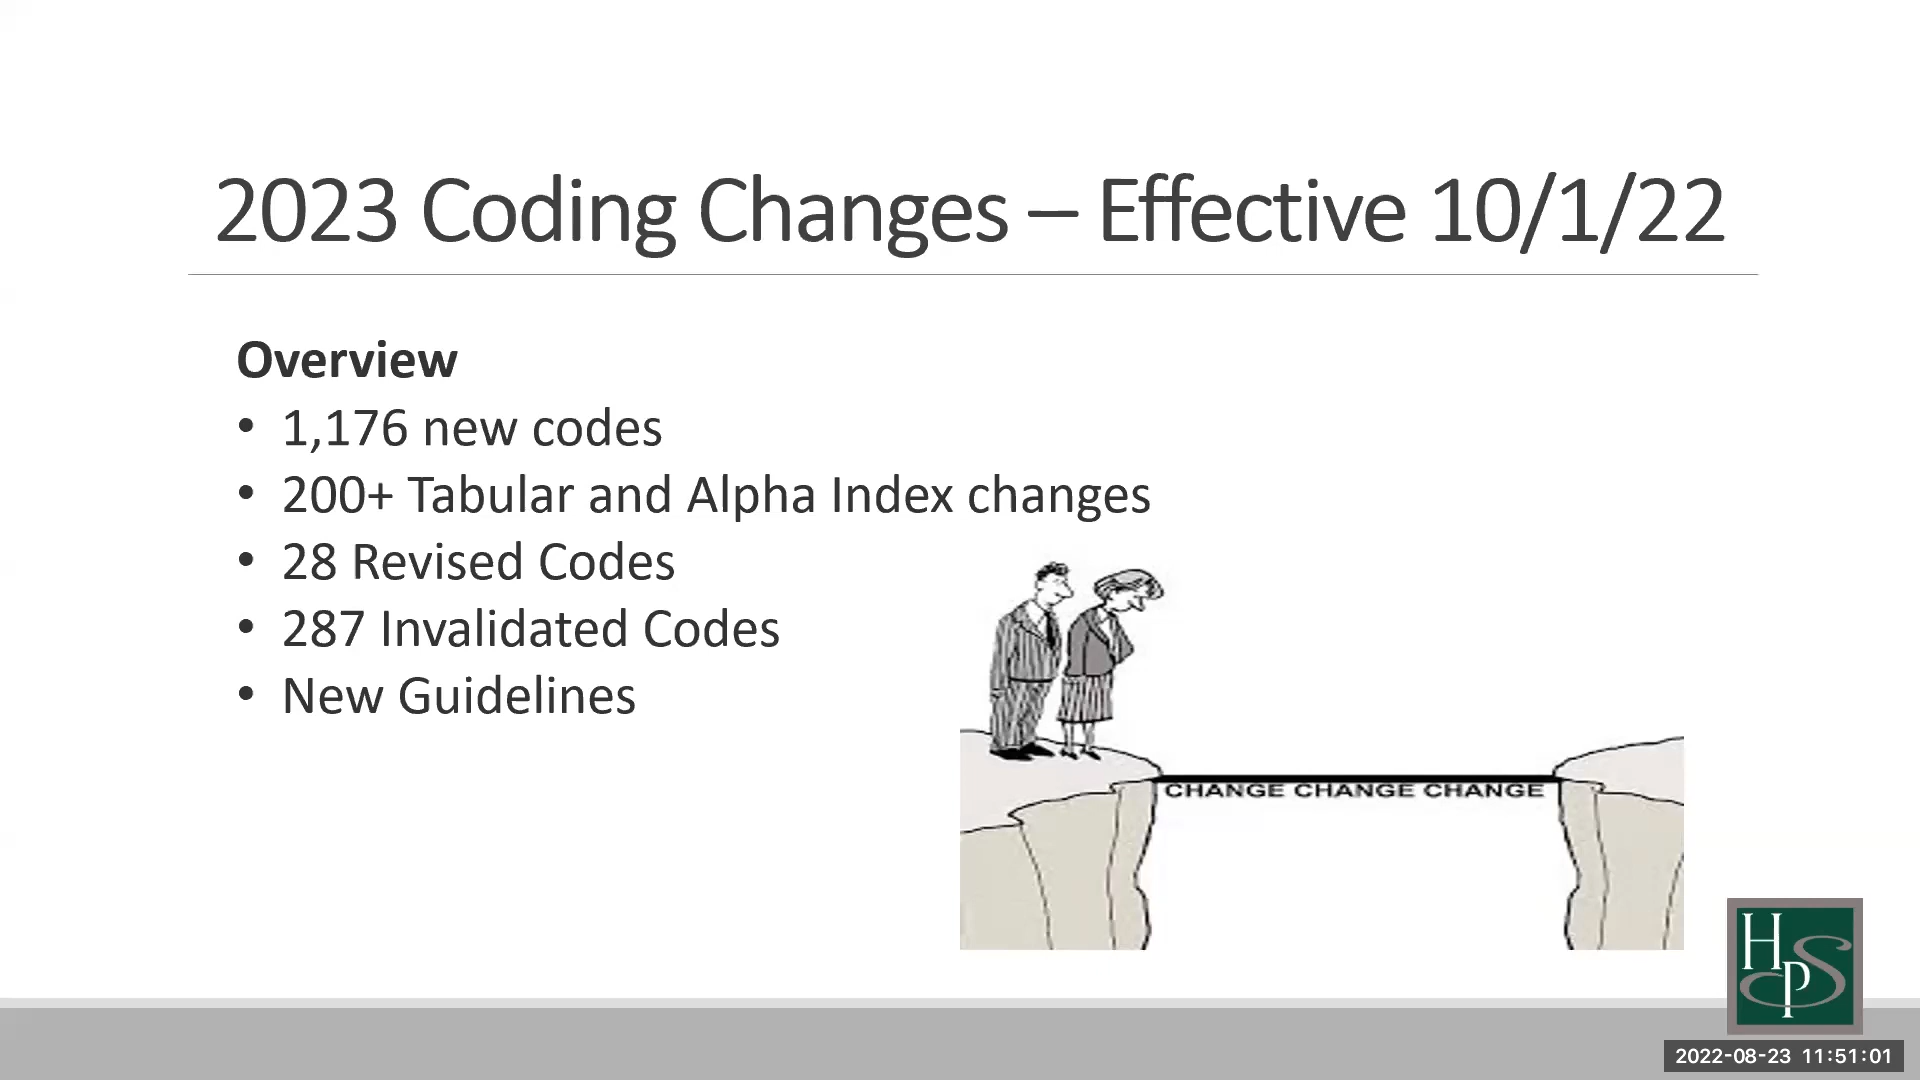 2023 Coding Changes – Effective 10/1/22
Overview
• 1,176 new codes
• 200+ Tabular and Alpha Index changes
• 28 Revised Codes
• 287 Invalidated Codes
• New Guidelines
CHANGE CHANGE CHANGE
HPS
2022-08-23 11:51:01